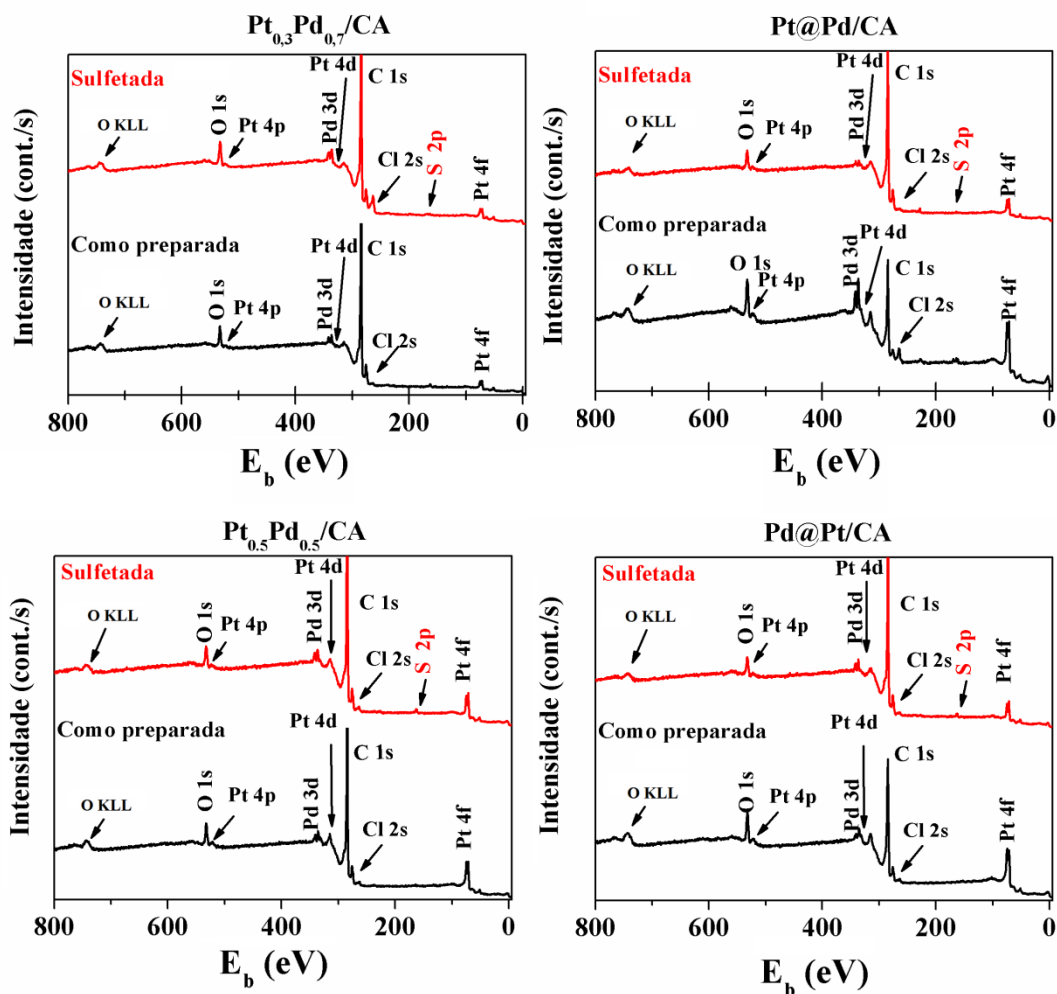 Pt0,3Pd0,7/CA
Sulfetada
O KLL
O 1s
Pt 4p
Pd 3d
Pt 4d
C 1s
Cl 2s
S 2p
Pt 4f
Como preparada
O KLL
O 1s
Pt 4p
Pd 3d
Pt 4d
C 1s
Cl 2s
Pt 4f
Intensidade (cont./s)
800 600 400 200 0
Eb (eV)
Pt@Pd/CA
Sulfetada
O KLL
O 1s
Pt 4p
Pd 3d
Pt 4d
C 1s
Cl 2s
S 2p
Pt 4f
Como preparada
O KLL
O 1s
Pt 4p
Pd 3d
Pt 4d
C 1s
Cl 2s
Pt 4f
Intensidade (cont./s)
800 600 400 200 0
Eb (eV)
Pt0.5Pd0.5/CA
Sulfetada
O KLL
O 1s
Pt 4p
Pd 3d
Pt 4d
C 1s
Cl 2s
S 2p
Pt 4f
Como preparada
O KLL
O 1s
Pt 4p
Pd 3d
Pt 4d
C 1s
Cl 2s
Pt 4f
Intensidade (cont./s)
800 600 400 200 0
Eb (eV)
Pd@Pt/CA
Sulfetada
O KLL
O 1s
Pt 4p
Pd 3d
Pt 4d
C 1s
Cl 2s
S 2p
Pt 4f
Como preparada
O KLL
O 1s
Pt 4p
Pd 3d
Pt 4d
C 1s
Cl 2s
Pt 4f
Intensidade (cont./s)
800 600 400 200 0
Eb (eV)